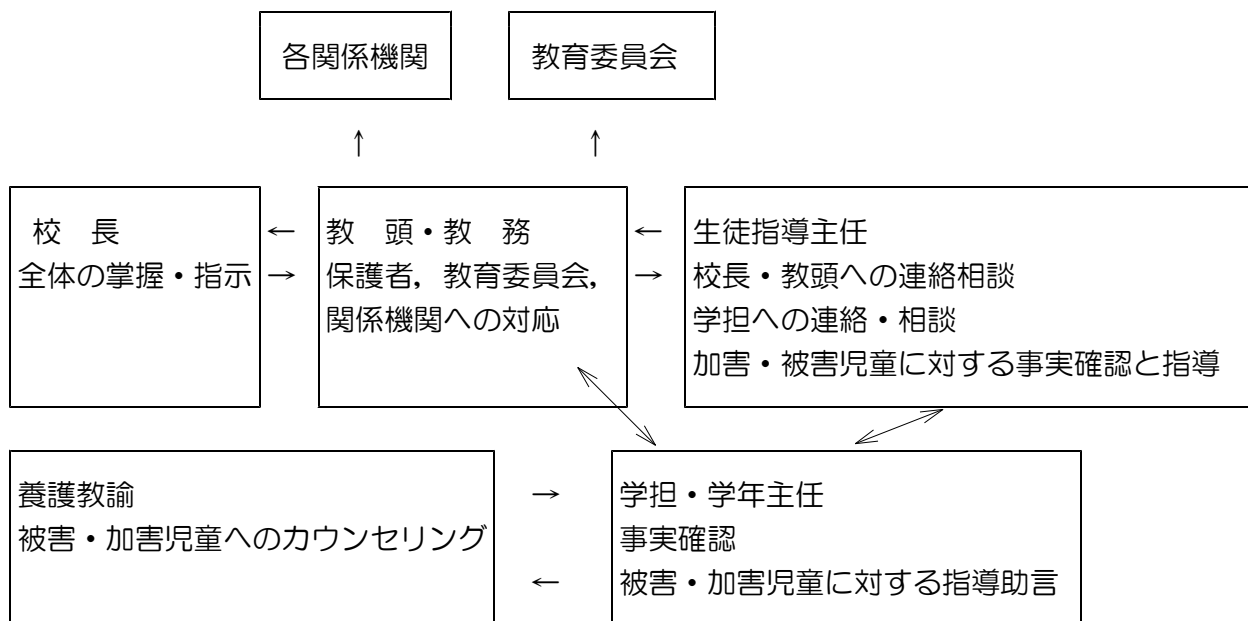 各関係機関
教育委員会
↑
↑
校　長
全体の掌握・指示
←
→
教　頭・教　務
保護者，教育委員会，
関係機関への対応
←
→
生徒指導主任
校長・教頭への連絡相談
学担への連絡・相談
加害・被害児童に対する事実確認と指導
養護教諭
被害・加害児童へのカウンセリング
→
←
学担・学年主任
事実確認
被害・加害児童に対する指導助言